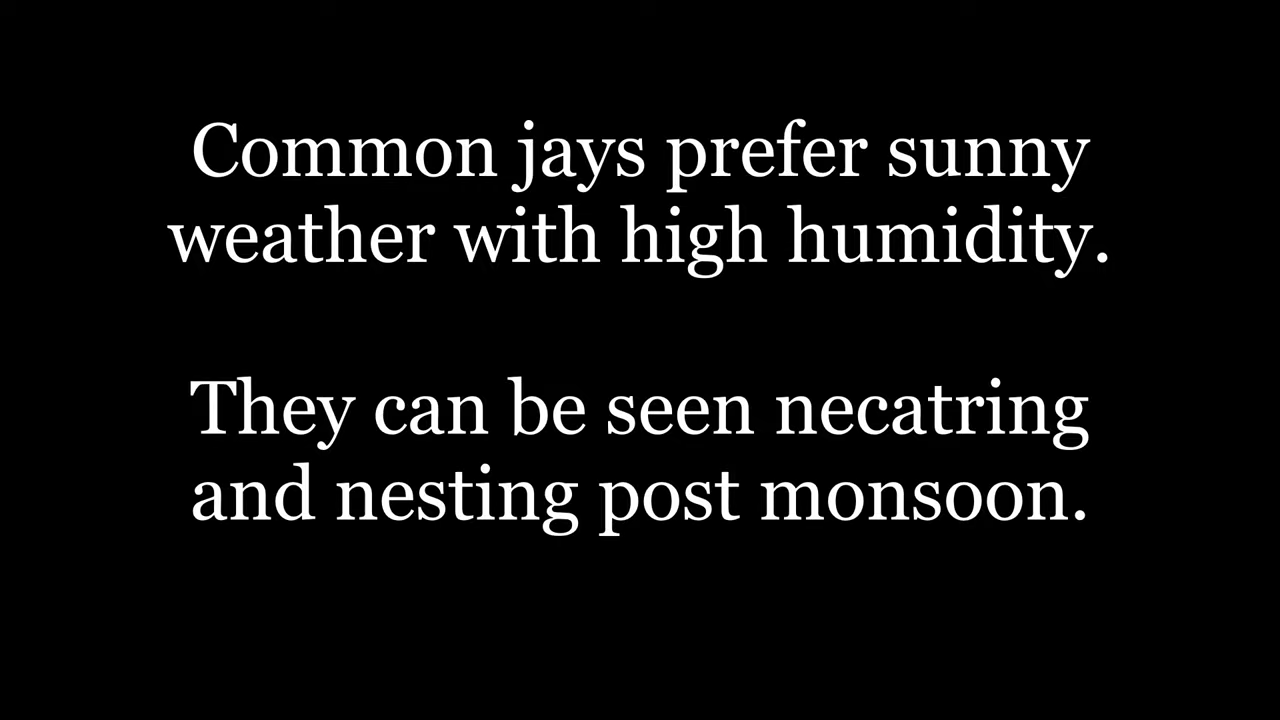 Common jays prefer sunny
weather with high humidity.
They can be seen necatring
and nesting post monsoon.